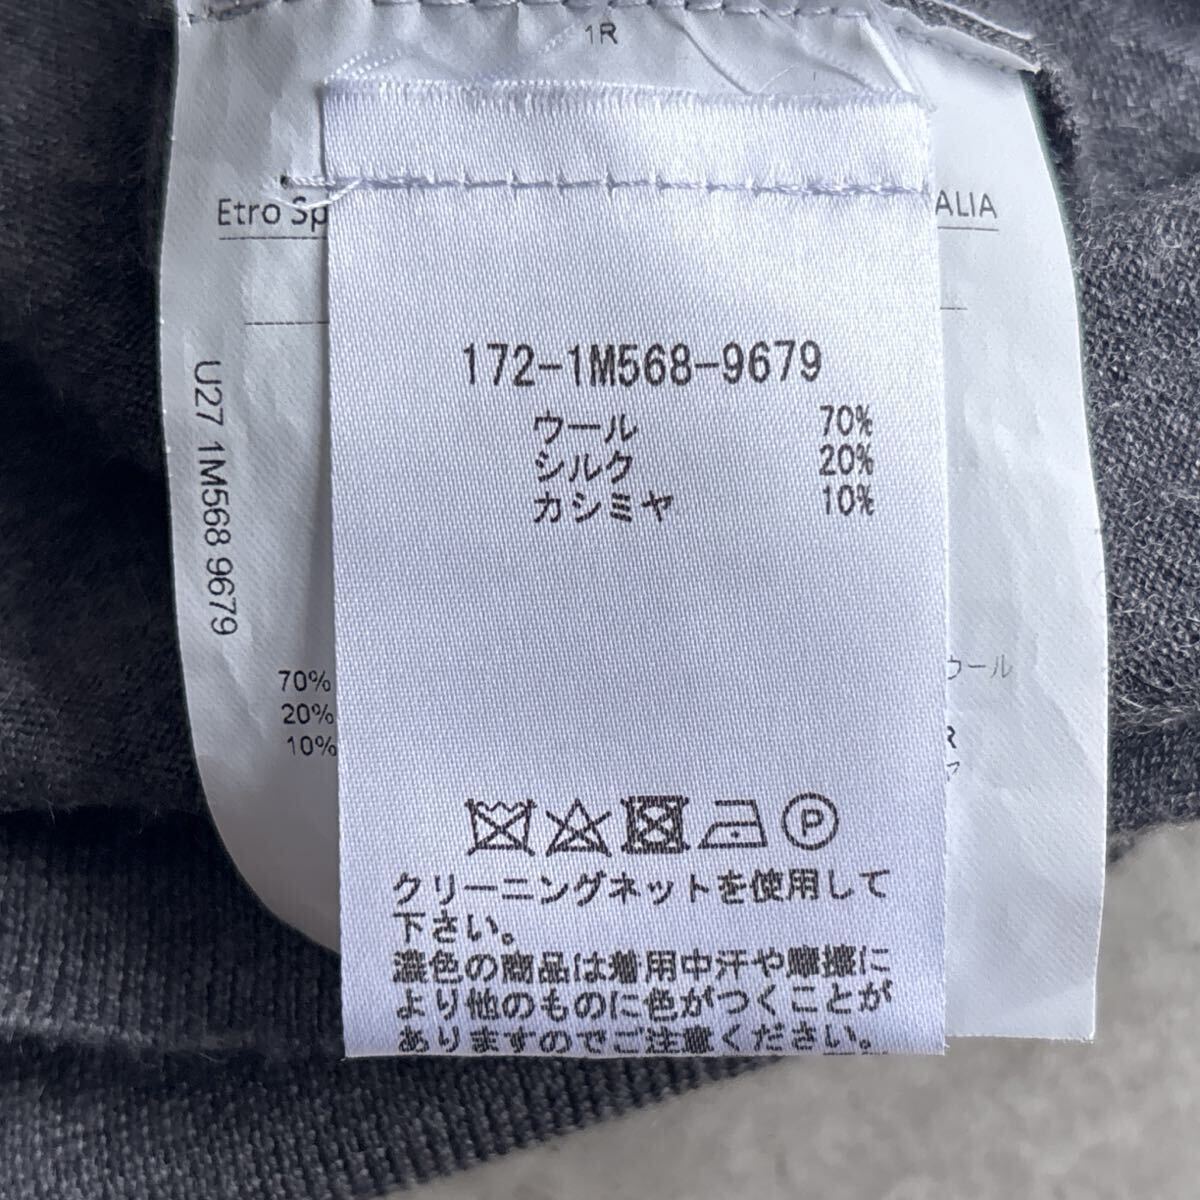 1R
Etro Sp
ALIA
172-1M568-9679
ウール 70%
シルク 20%
カシミヤ 10%
U27 1M568 9679
70%
20%
10%
ウール
R
P
クリーニングネットを使用して
下さい。
濃色の商品は着用中汗や摩擦に
より他のものに色がつくことが
ありますのでご注意ください。